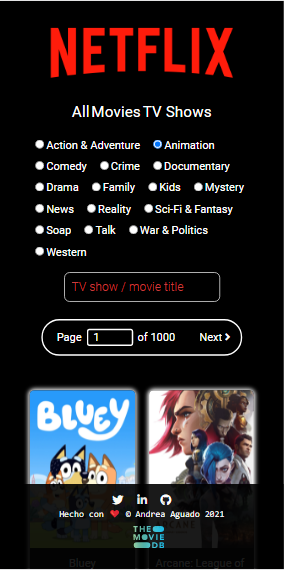 NETFLIX
All Movies TV Shows
Action & Adventure Animation
Comedy Crime Documentary
Drama Family Kids Mystery
News Reality Sci-Fi & Fantasy
Soap Talk War & Politics
Western
TV show / movie title
Page 1 of 1000 Next >
BLUEY
Hecho con ❤ © Andrea Aguado 2021
ARCANE
THE
MOVIE
DB
Bluey Arcane: League of